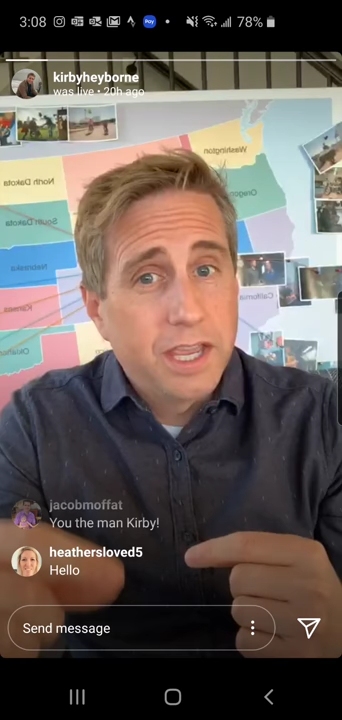 3:08
78%
kirbyheyborne
was live • 20h ago
Washington
North Dakota
Oregon
South Dakota
Nebraska
California
Kansas
Oklahoma
jacobmoffat
You the man Kirby!
heathersloved5
Hello
Send message